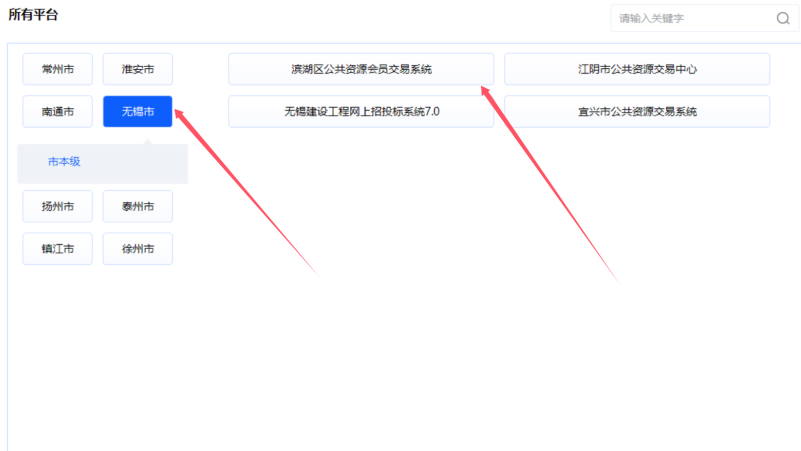 所有平台
请输入关键字
常州市 淮安市 滨湖区公共资源会员交易系统 江阴市公共资源交易中心
南通市 无锡市 无锡建设工程网上招投标系统7.0 宜兴市公共资源交易系统
市本级
扬州市 泰州市
镇江市 徐州市